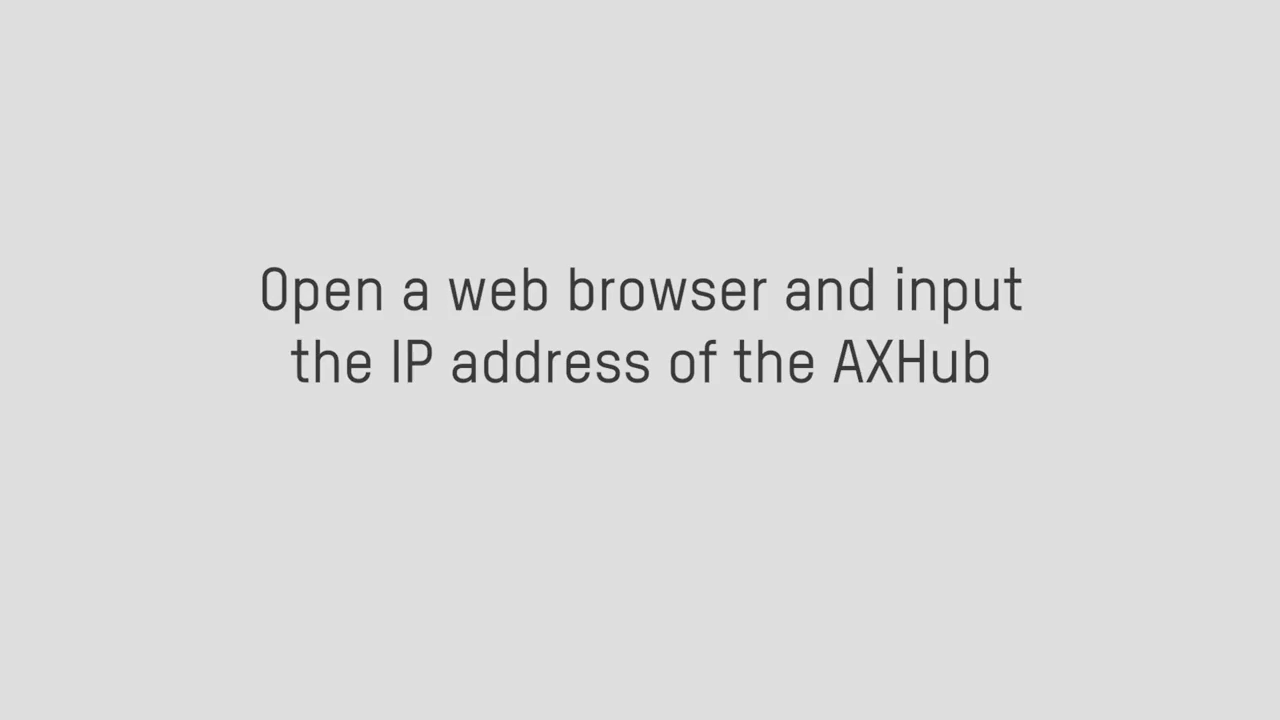 Open a web browser and input
the IP address of the AXHub